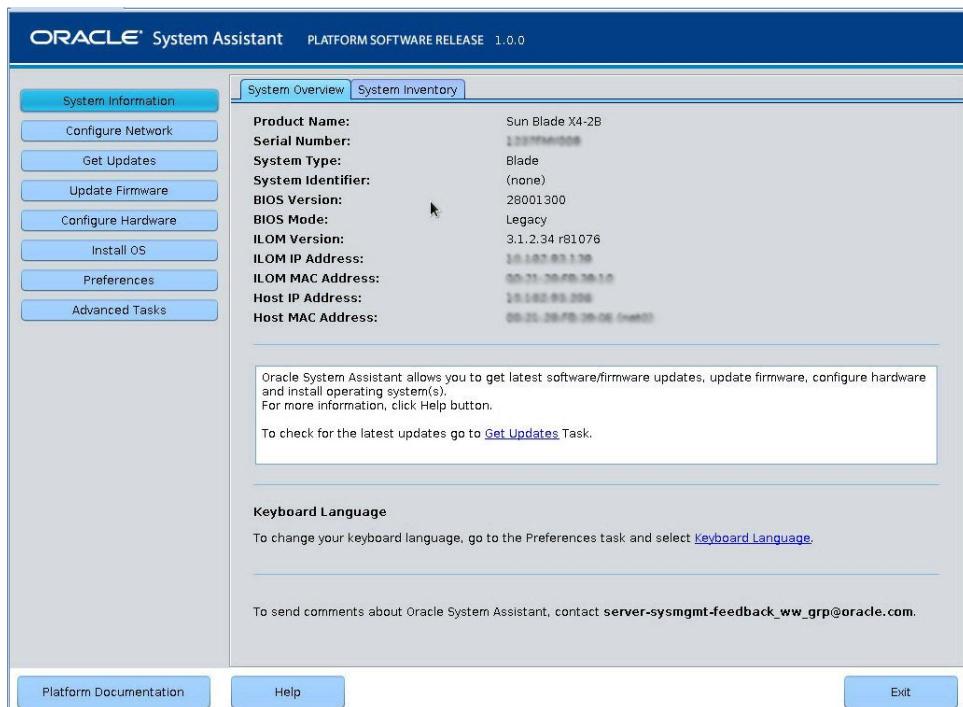 ORACLE System Assistant PLATFORM SOFTWARE RELEASE 1.0.0
System Information
Configure Network
Get Updates
Update Firmware
Configure Hardware
Install OS
Preferences
Advanced Tasks
System Overview System Inventory
Product Name: Sun Blade X4-2B
Serial Number:
System Type: Blade
System Identifier: (none)
BIOS Version: 28001300
BIOS Mode: Legacy
ILOM Version: 3.1.2.34 r81076
ILOM IP Address:
ILOM MAC Address:
Host IP Address:
Host MAC Address:
Oracle System Assistant allows you to get latest software/firmware updates, update firmware, configure hardware
and install operating system(s).
For more information, click Help button.
To check for the latest updates go to Get Updates Task.
Keyboard Language
To change your keyboard language, go to the Preferences task and select Keyboard Language.
To send comments about Oracle System Assistant, contact server-sysmgmt-feedback_ww_grp@oracle.com.
Platform Documentation Help Exit